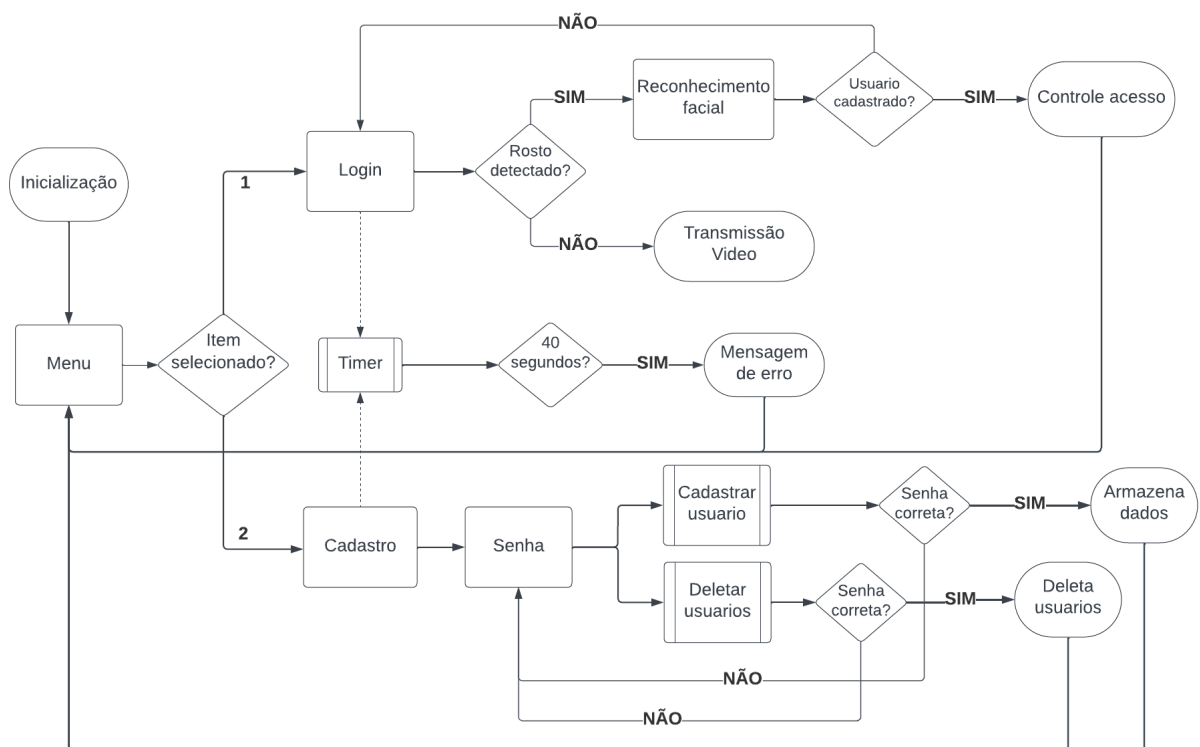 NÃO
Reconhecimento
facial
Usuario
cadastrado?
SIM
Controle acesso
SIM
Rosto
detectado?
Login
Inicialização
1
NÃO
Transmissão
Video
Item
selecionado?
Menu
Timer
40
segundos?
SIM
Mensagem
de erro
2
Cadastro
Senha
Cadastrar
usuario
Senha
correta?
SIM
Armazena
dados
Deletar
usuarios
Senha
correta?
SIM
Deleta
usuarios
NÃO
NÃO